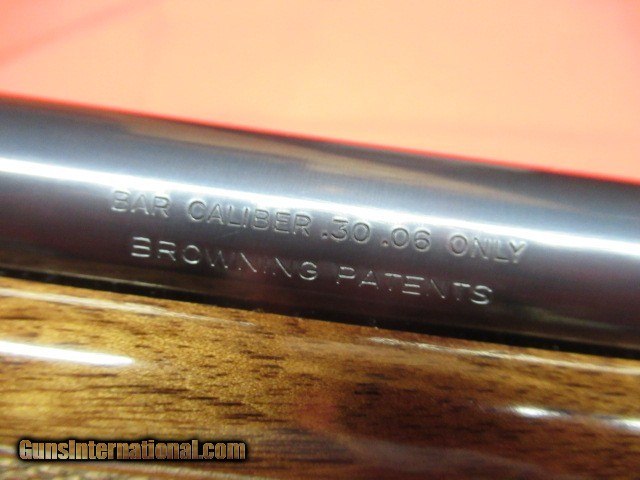 BAR CALIBER .30.06 ONLY
BROWNING PATENTS
GunsInternational.com